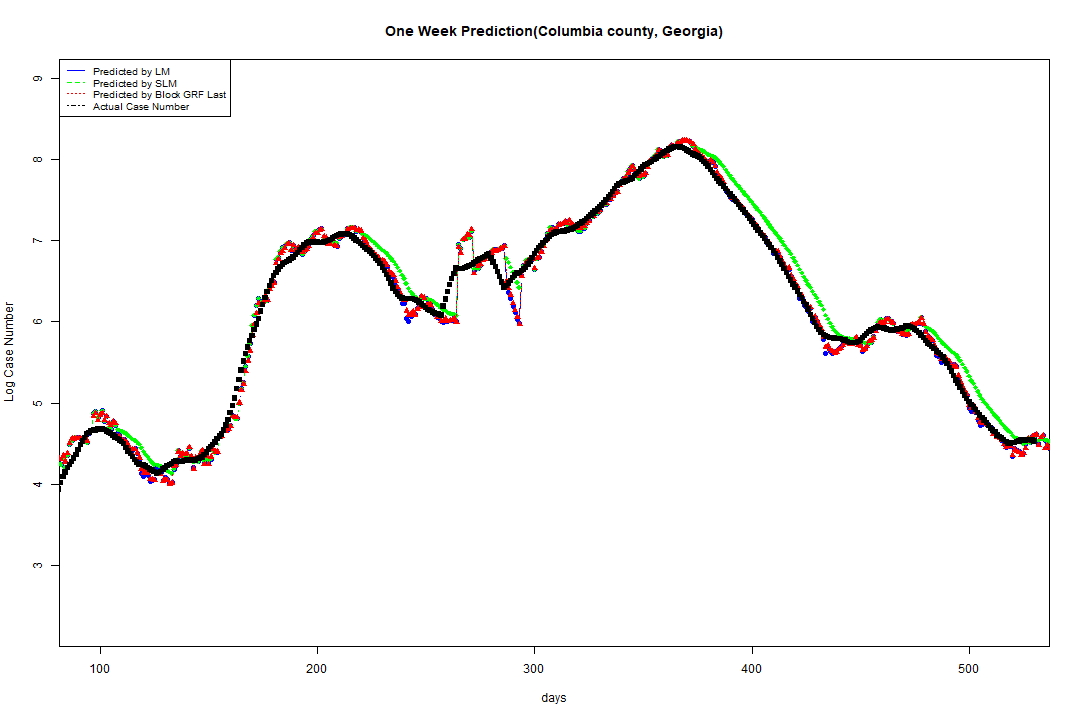 One Week Prediction(Columbia county, Georgia)
Predicted by LM
Predicted by SLM
Predicted by Block GRF Last
Actual Case Number
9
8
7
6
5
4
3
Log Case Number
100 200 300 400 500
days